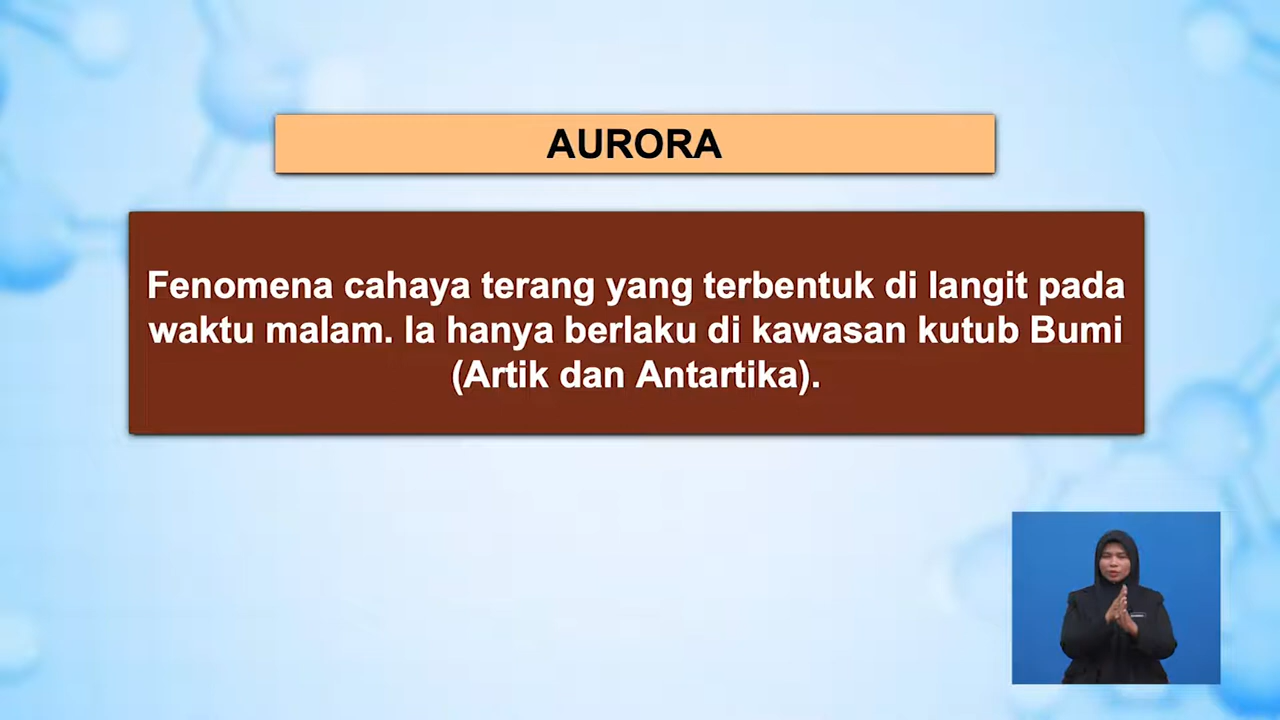 AURORA
Fenomena cahaya terang yang terbentuk di langit pada
waktu malam. Ia hanya berlaku di kawasan kutub Bumi
(Artik dan Antartika).